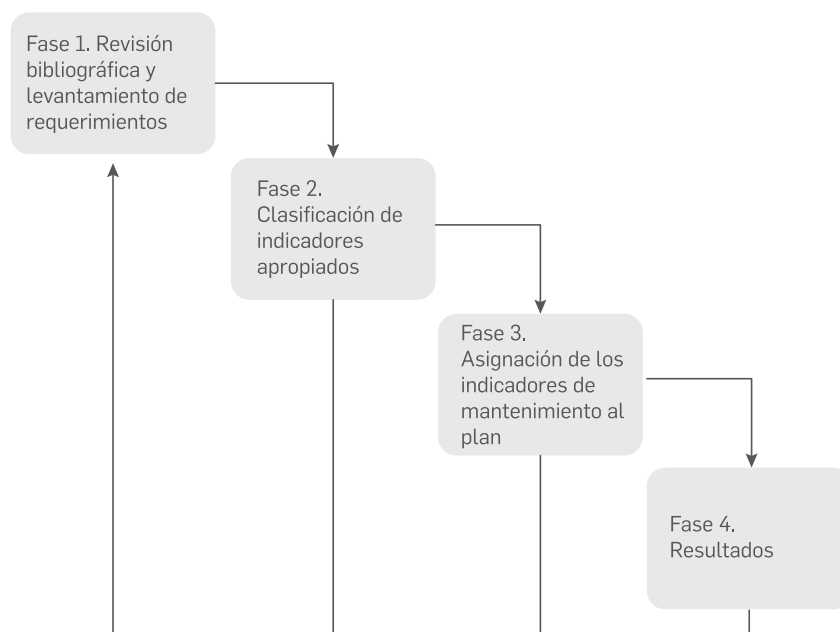 Fase 1. Revisión
bibliográfica y
levantamiento de
requerimientos
Fase 2.
Clasificación de
indicadores
apropiados
Fase 3.
Asignación de los
indicadores de
mantenimiento al
plan
Fase 4.
Resultados